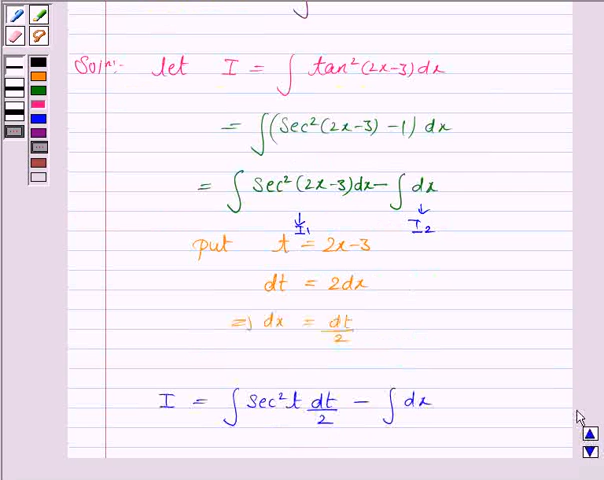 Soln:- let I = ∫ tan²(2x-3)dx
= ∫(sec²(2x-3) -1) dx
= ∫ sec²(2x-3)dx - ∫ dx
↓ I₁ ↓ I₂
put t = 2x-3
dt = 2dx
=) dx = dt/2
I = ∫ sec²t dt/2 - ∫ dx